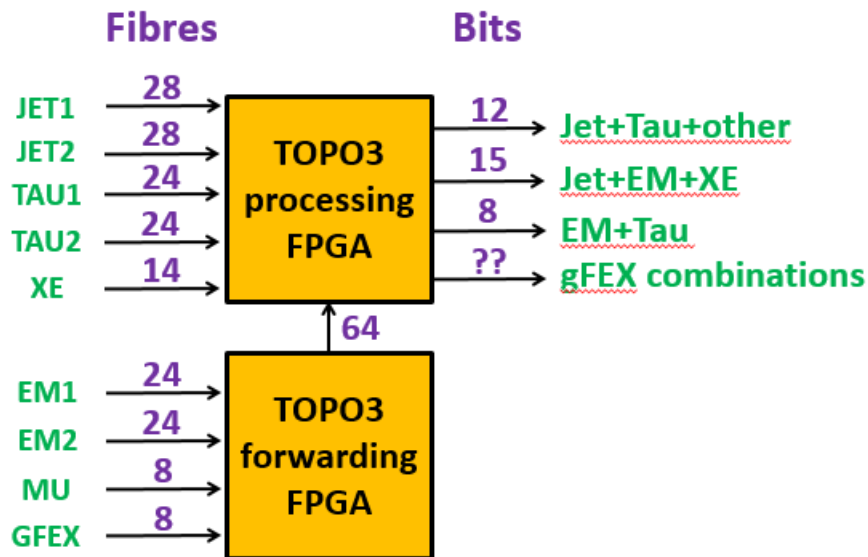 Fibres
Bits
JET1 28
JET2 28
TAU1 24
TAU2 24
XE 14
TOPO3
processing
FPGA
12 Jet+Tau+other
15 Jet+EM+XE
8 EM+Tau
?? gFEX combinations
64
EM1 24
EM2 24
MU 8
GFEX 8
TOPO3
forwarding
FPGA